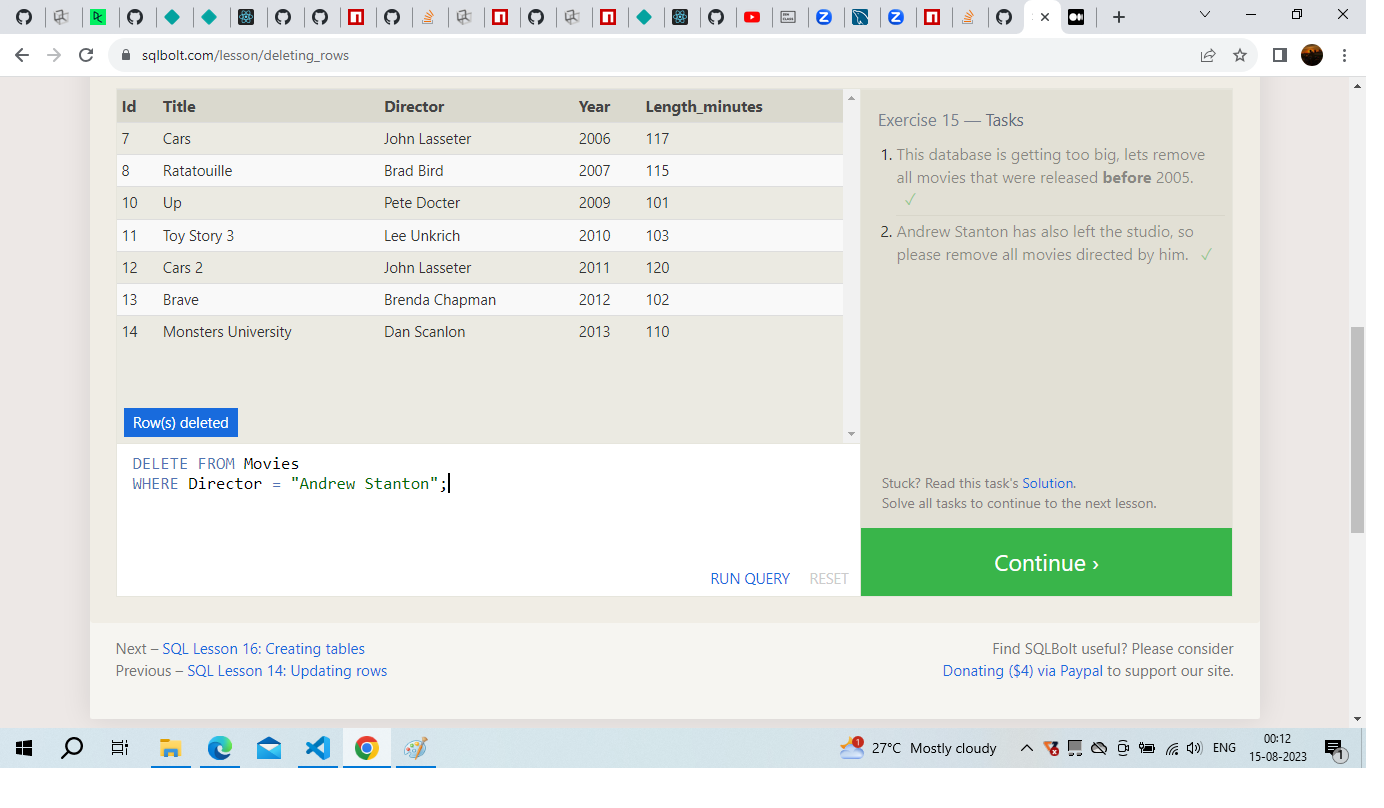 sqlbolt.com/lesson/deleting_rows
Id Title Director Year Length_minutes
7 Cars John Lasseter 2006 117
8 Ratatouille Brad Bird 2007 115
10 Up Pete Docter 2009 101
11 Toy Story 3 Lee Unkrich 2010 103
12 Cars 2 John Lasseter 2011 120
13 Brave Brenda Chapman 2012 102
14 Monsters University Dan Scanlon 2013 110
Row(s) deleted
DELETE FROM Movies
WHERE Director = "Andrew Stanton";
RUN QUERY RESET
Exercise 15 — Tasks
1. This database is getting too big, lets remove
all movies that were released before 2005.
✓
2. Andrew Stanton has also left the studio, so
please remove all movies directed by him. ✓
Stuck? Read this task's Solution.
Solve all tasks to continue to the next lesson.
Continue ›
Next – SQL Lesson 16: Creating tables
Previous – SQL Lesson 14: Updating rows
Find SQLBolt useful? Please consider
Donating ($4) via Paypal to support our site.
1
27°C Mostly cloudy
ENG
00:12
15-08-2023
1